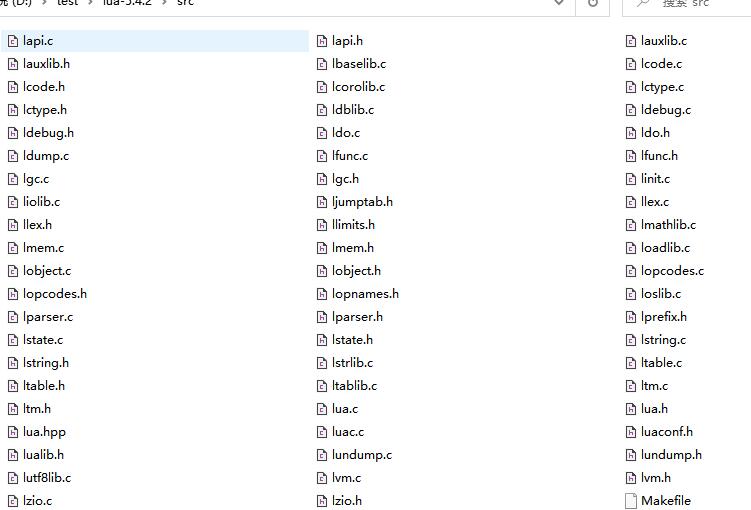 (D:) › test › lua-5.4.2 › src
搜索 src
lapi.c lapi.h lauxlib.c
lauxlib.h lbaselib.c lcode.c
lcode.h lcorolib.c lctype.c
lctype.h ldblib.c ldebug.c
ldebug.h ldo.c ldo.h
ldump.c lfunc.c lfunc.h
lgc.c lgc.h linit.c
liolib.c ljumptab.h llex.c
llex.h llimits.h lmathlib.c
lmem.c lmem.h loadlib.c
lobject.c lobject.h lopcodes.c
lopcodes.h lopnames.h loslib.c
lparser.c lparser.h lprefix.h
lstate.c lstate.h lstring.c
lstring.h lstrlib.c ltable.c
ltable.h ltablib.c ltm.c
ltm.h lua.c lua.h
lua.hpp luac.c luaconf.h
lualib.h lundump.c lundump.h
lutf8lib.c lvm.c lvm.h
lzio.c lzio.h Makefile